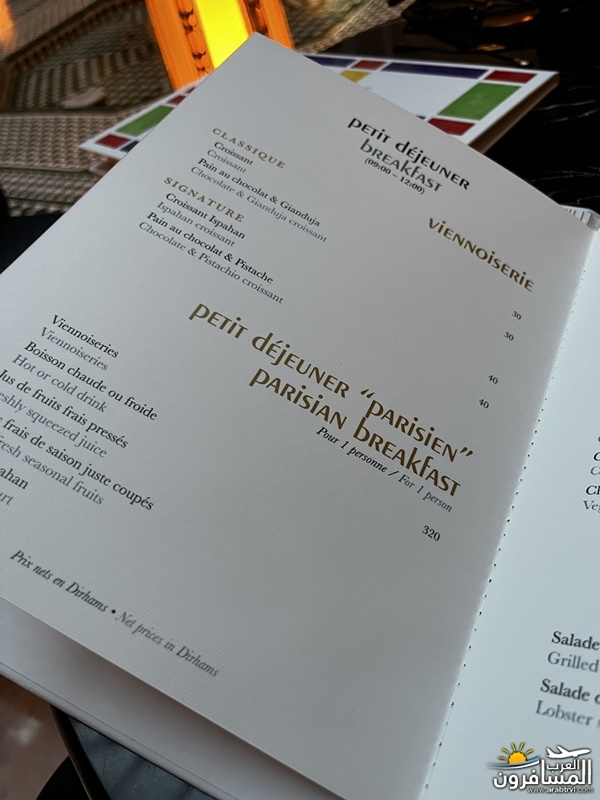 petit déjeuner
breakfast
(09:00 - 12:00)
viennoiserie
CLASSIQUE
Croissant
Croissant
30
Pain au chocolat & Gianduja
Chocolate & Gianduja croissant
30
SIGNATURE
Croissant Ispahan
Ispahan croissant
40
Pain au chocolat & Pistache
Chocolate & Pistachio croissant
40
petit déjeuner “parisien”
parisian breakfast
Pour 1 personne / For 1 person
320
Viennoiseries
Viennoiseries
Boisson chaude ou froide
Hot or cold drink
Jus de fruits frais pressés
squeezed juice
frais de saison juste coupés
fresh seasonal fruits
Prix nets en Dirhams • Net prices in Dirhams
Salade
Grilled
Salade
Lobster
العرب
المسافرون
www.arabtrvl.com